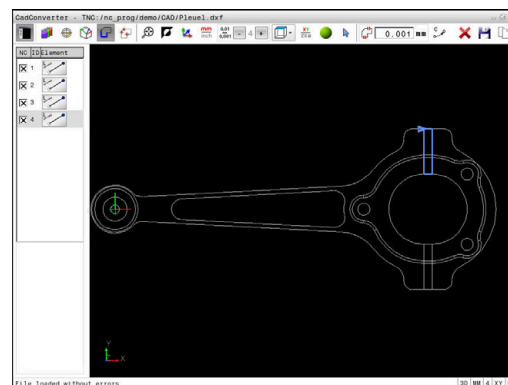 CadConverter - TNC:/nc_prog/demo/CAD/Pleuel.dxf
mm
inch
0,01
0,001
4
XY
0.001 mm
NC ID Element
1
2
3
4
Y
X
File loaded without errors
3D MM 4 XY